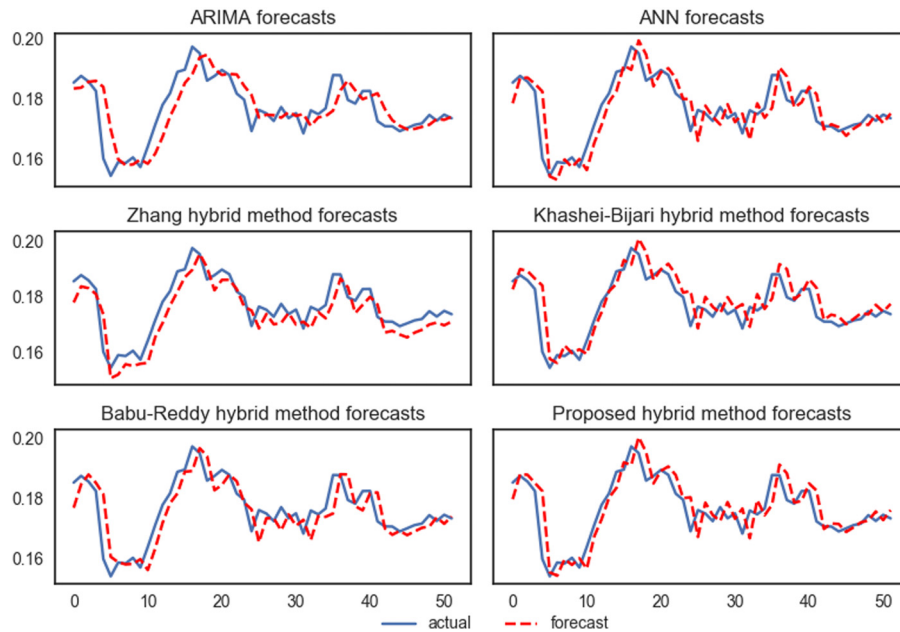 ARIMA forecasts
ANN forecasts
0.20
0.18
0.16
Zhang hybrid method forecasts
Khashei-Bijari hybrid method forecasts
0.20
0.18
0.16
Babu-Reddy hybrid method forecasts
Proposed hybrid method forecasts
0.20
0.18
0.16
0 10 20 30 40 50
0 10 20 30 40 50
actual forecast